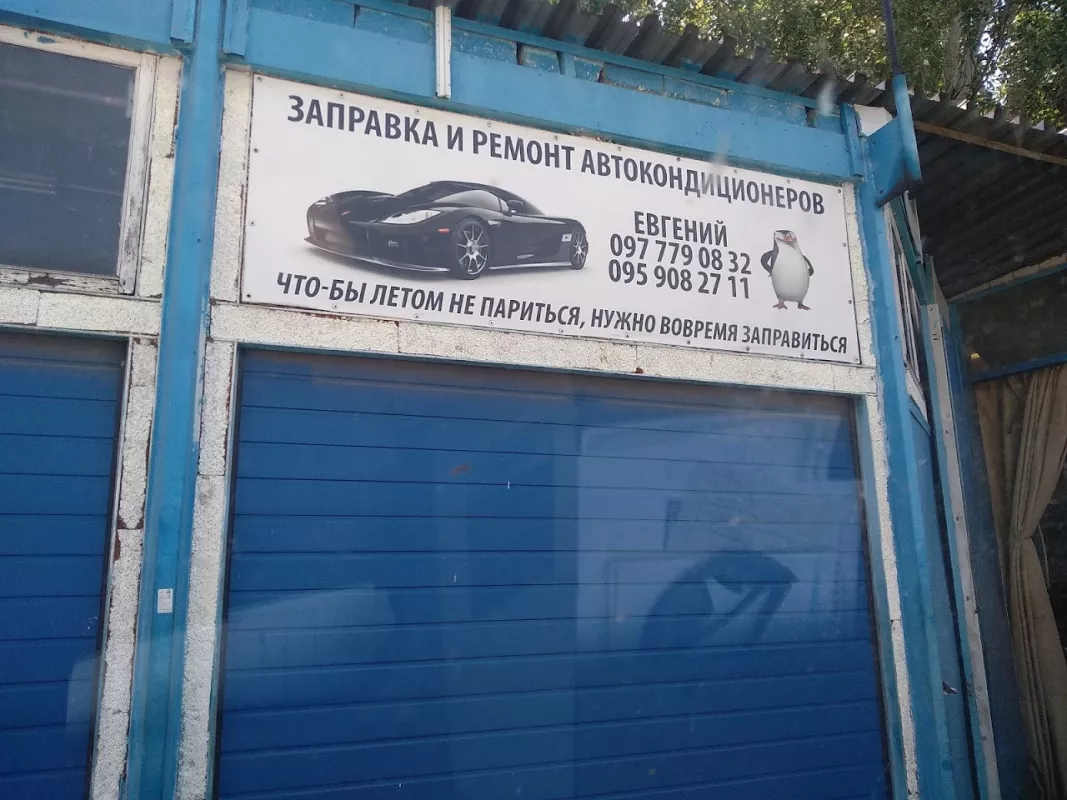 ЗАПРАВКА И РЕМОНТ АВТОКОНДИЦИОНЕРОВ
ЕВГЕНИЙ
097 779 08 32
095 908 27 11
ЧТО-БЫ ЛЕТОМ НЕ ПАРИТЬСЯ, НУЖНО ВОВРЕМЯ ЗАПРАВИТЬСЯ